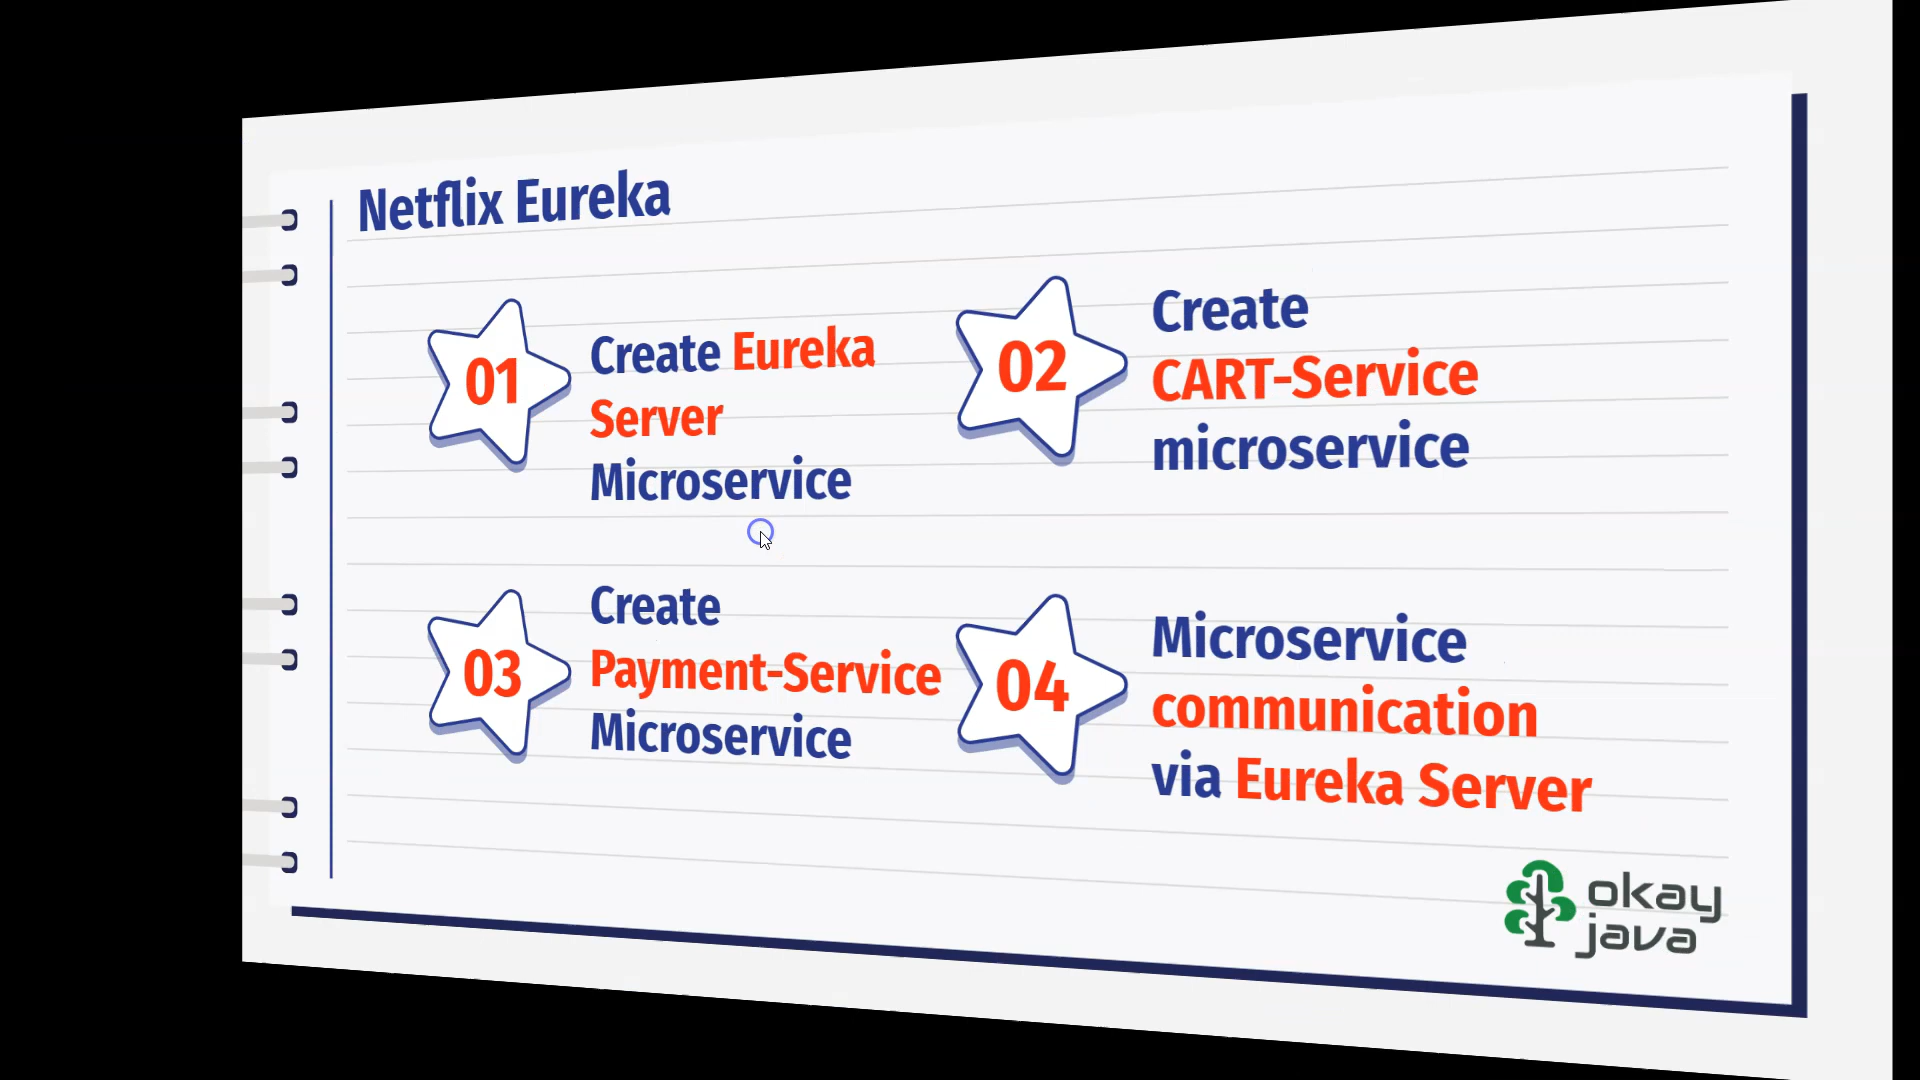 Netflix Eureka
01
Create Eureka
Server
Microservice
02
Create
CART-Service
microservice
03
Create
Payment-Service
Microservice
04
Microservice
communication
via Eureka Server
okay
java